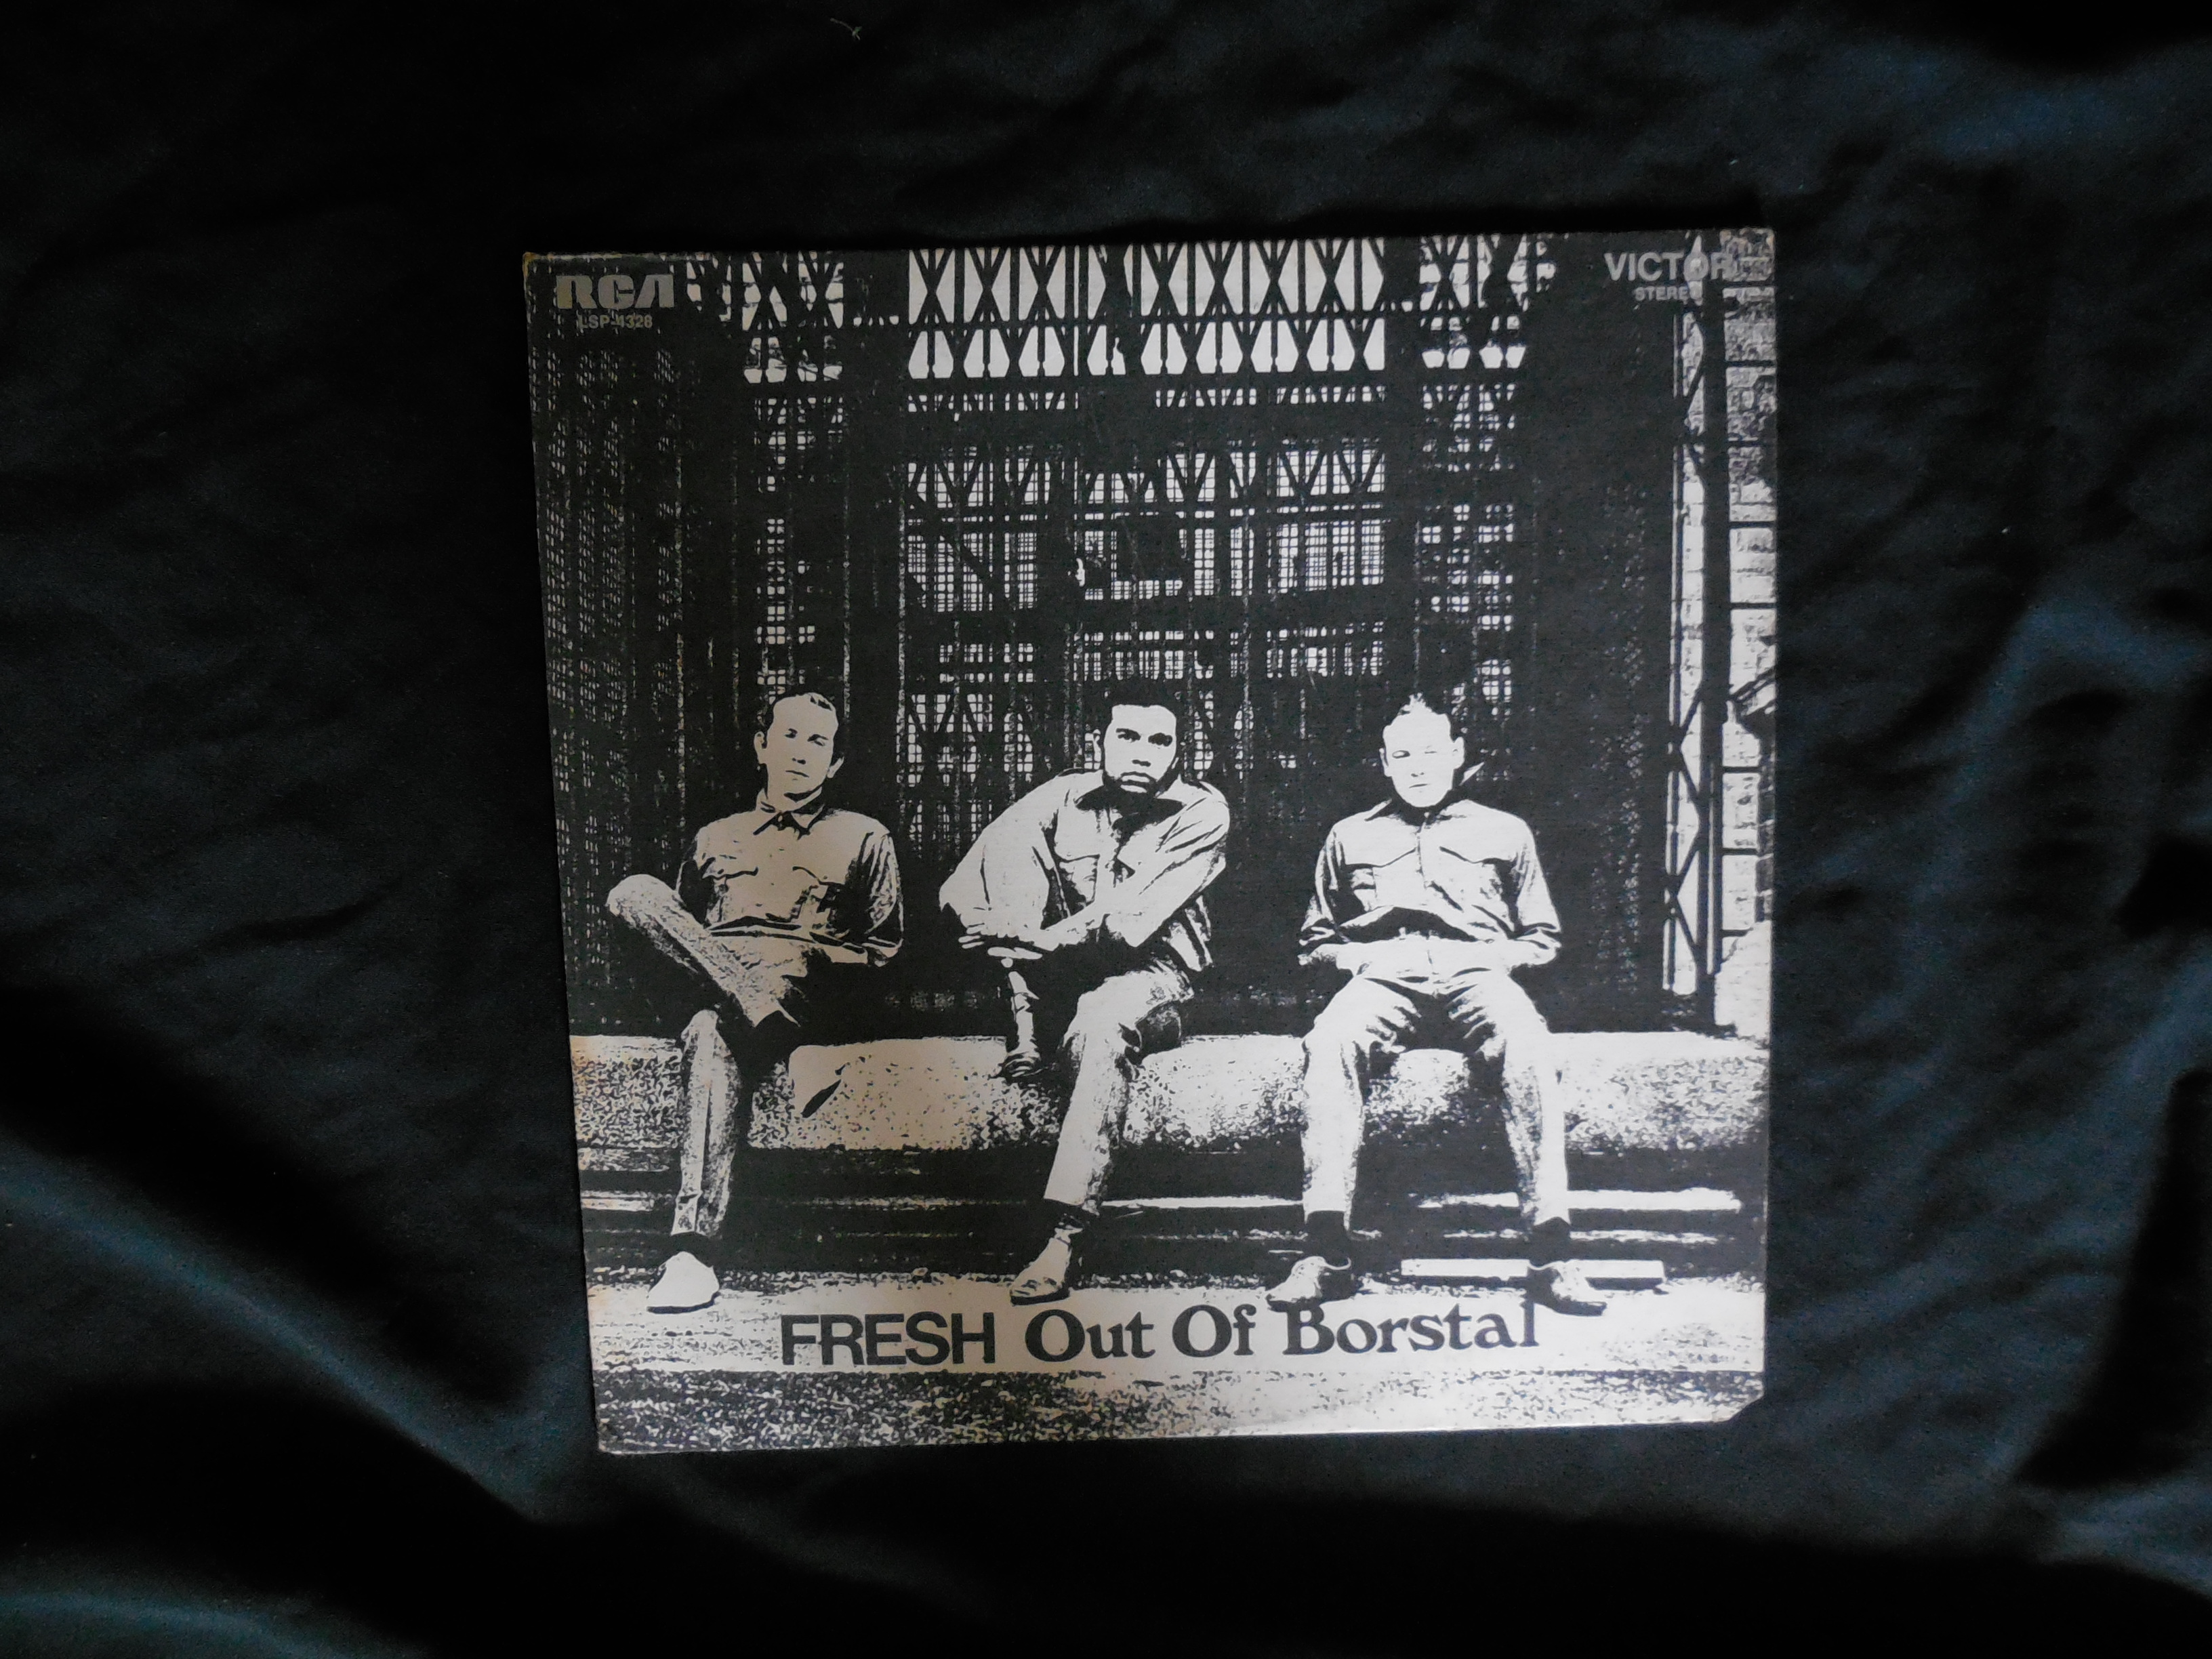 RCA
LSP-4328
VICTOR
STEREO
FRESH Out Of Borstal